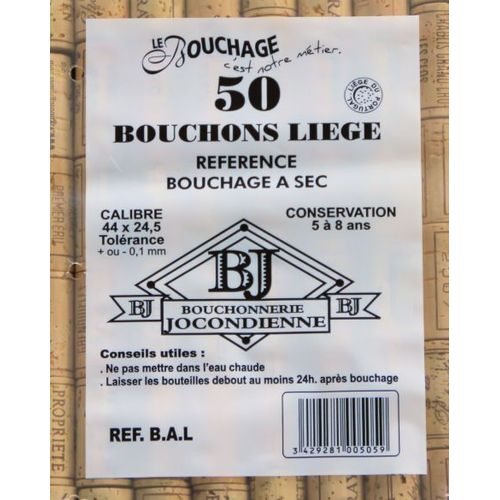 LE BOUCHAGE
c'est notre métier.
LIÈGE DU PORTUGAL
50
BOUCHONS LIEGE
REFERENCE
BOUCHAGE A SEC
CALIBRE
44 x 24,5
Tolérance
+ ou - 0,1 mm
CONSERVATION
5 à 8 ans
BJ
BJ
BOUCHONNERIE
JOCONDIENNE
BJ
Conseils utiles :
. Ne pas mettre dans l'eau chaude
. Laisser les bouteilles debout au moins 24h. après bouchage
REF. B.A.L
3 429281 005059
PROPRIETE